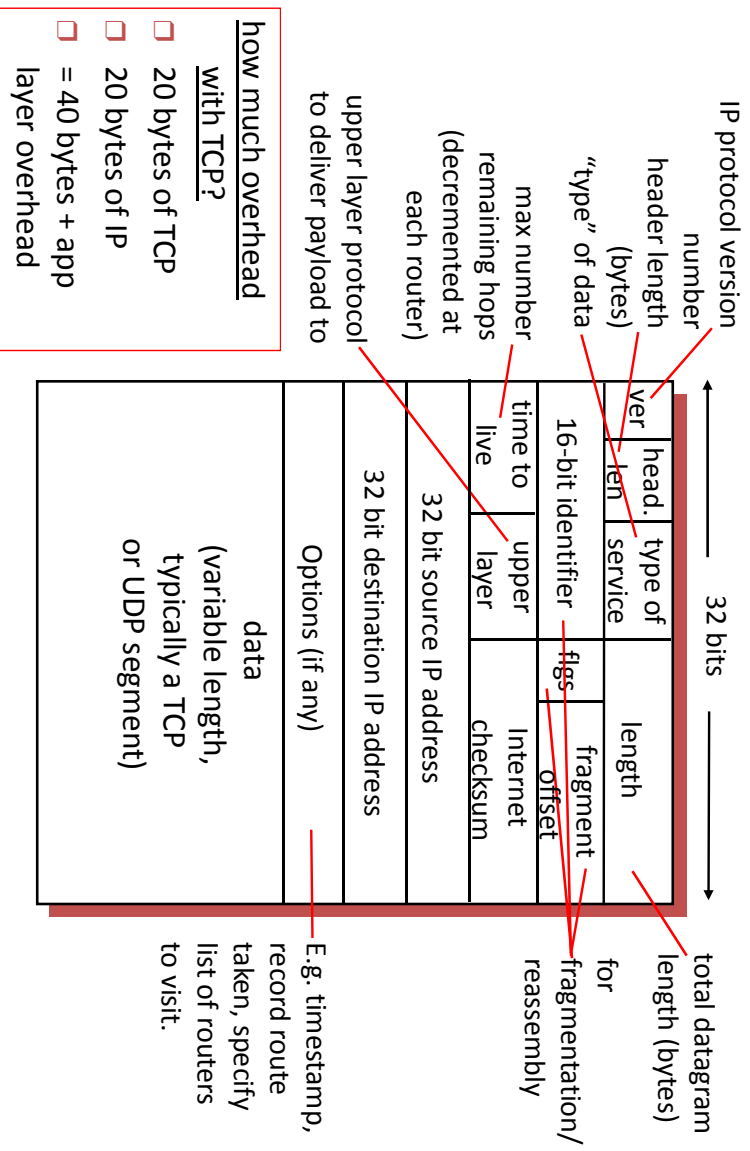 IP protocol version
number
header length
(bytes)
“type” of data
max number
remaining hops
(decremented at
each router)
upper layer protocol
to deliver payload to
how much overhead
with TCP?
❑ 20 bytes of TCP
❑ 20 bytes of IP
❑ = 40 bytes + app
layer overhead
32 bits
ver
head.
len
type of
service
length
16-bit identifier
flgs
fragment
offset
time to
live
upper
layer
Internet
checksum
32 bit source IP address
32 bit destination IP address
Options (if any)
data
(variable length,
typically a TCP
or UDP segment)
total datagram
length (bytes)
for
fragmentation/
reassembly
E.g. timestamp,
record route
taken, specify
list of routers
to visit.